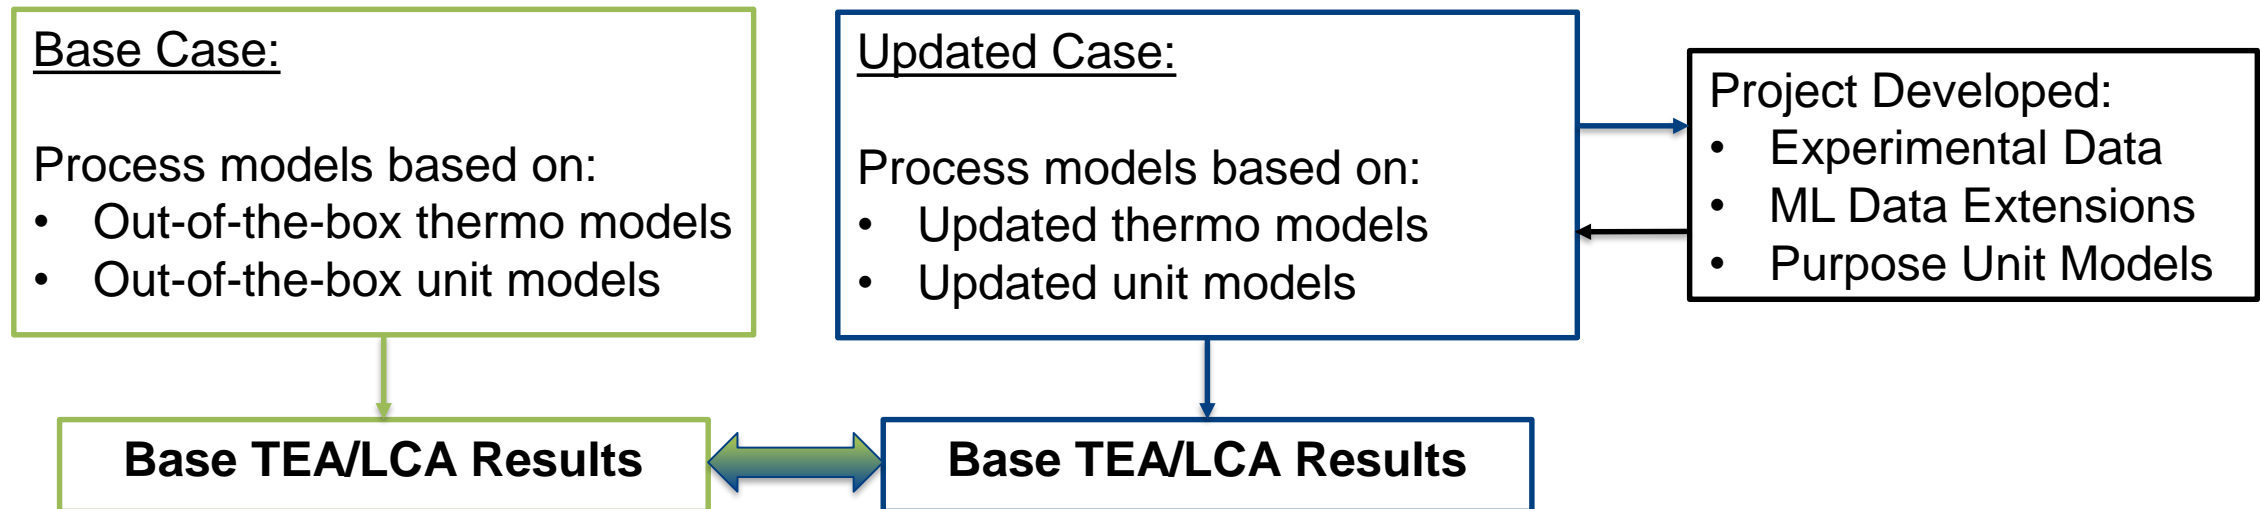 Base Case:
Process models based on:
• Out-of-the-box thermo models
• Out-of-the-box unit models
Updated Case:
Process models based on:
• Updated thermo models
• Updated unit models
Project Developed:
• Experimental Data
• ML Data Extensions
• Purpose Unit Models
Base TEA/LCA Results
Base TEA/LCA Results